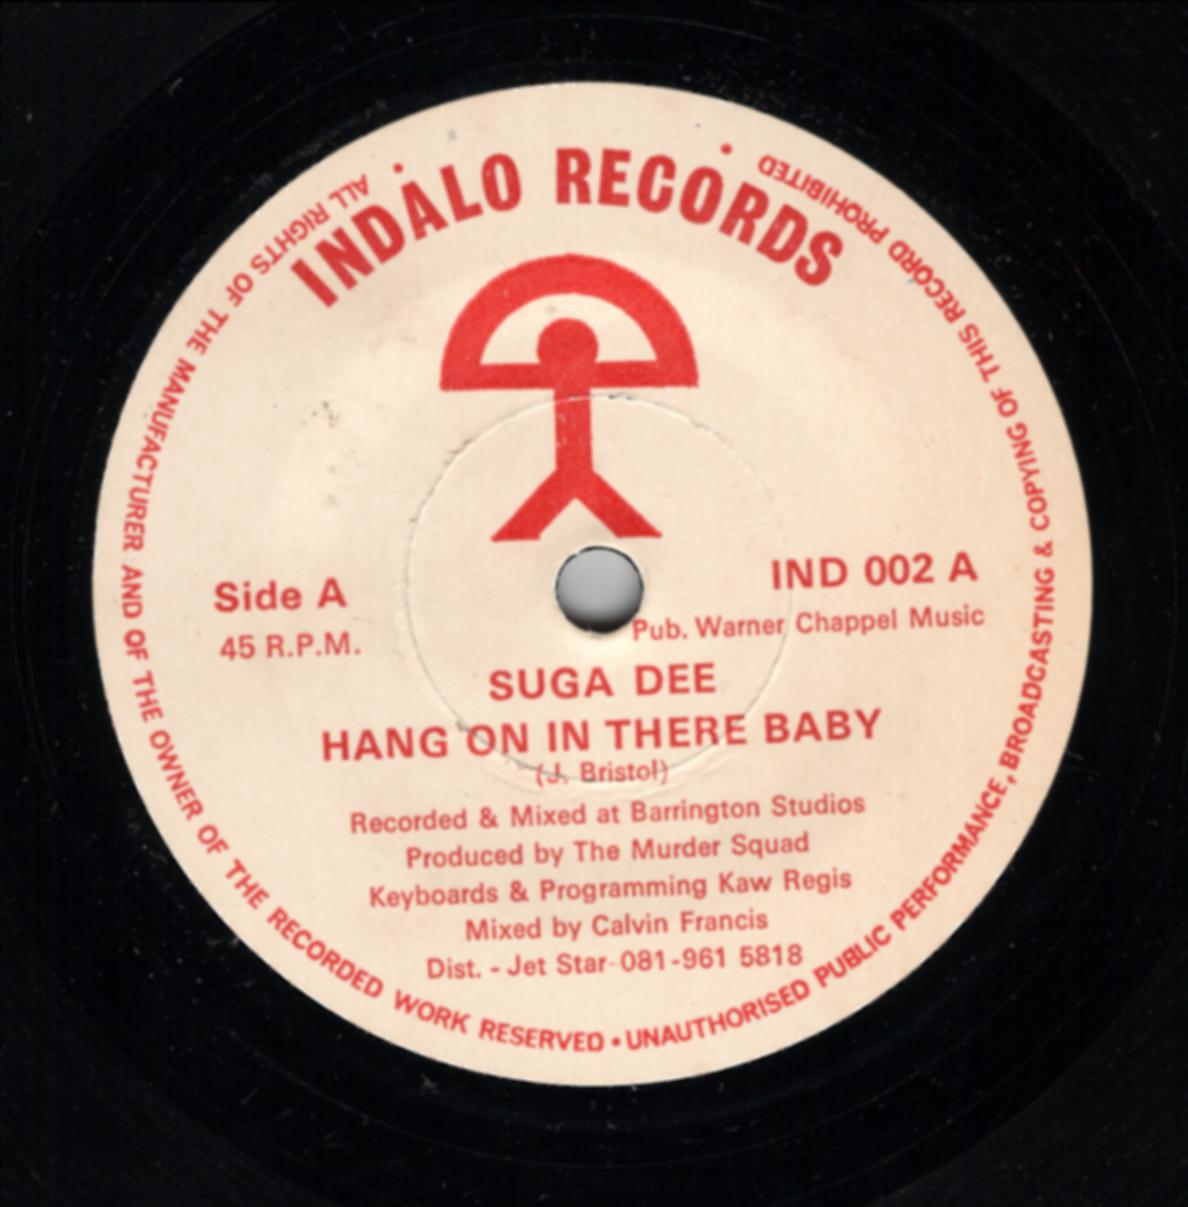 INDALO RECORDS
Side A
45 R.P.M.
IND 002 A
Pub. Warner Chappel Music
SUGA DEE
HANG ON IN THERE BABY
(J. Bristol)
Recorded & Mixed at Barrington Studios
Produced by The Murder Squad
Keyboards & Programming Kaw Regis
Mixed by Calvin Francis
Dist. - Jet Star - 081-961 5818
• ALL RIGHTS OF THE MANUFACTURER AND OF THE OWNER OF THE RECORDED WORK RESERVED • UNAUTHORISED PUBLIC PERFORMANCE, BROADCASTING & COPYING OF THIS RECORD PROHIBITED •